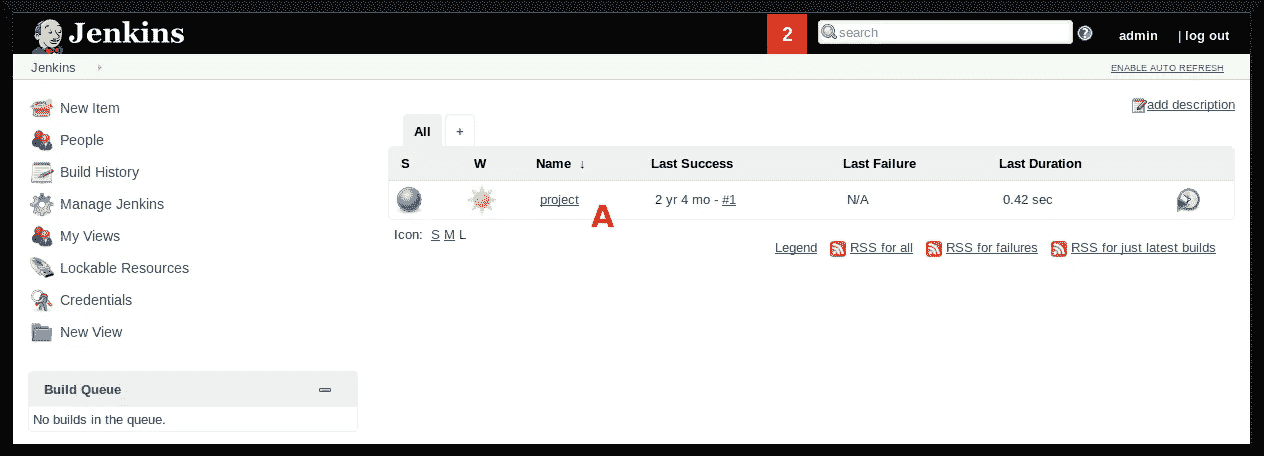 Jenkins
2
search
?
admin
| log out
Jenkins
ENABLE AUTO REFRESH
New Item
People
Build History
Manage Jenkins
My Views
Lockable Resources
Credentials
New View
Build Queue
No builds in the queue.
add description
All +
S W Name ↓ Last Success Last Failure Last Duration
project 2 yr 4 mo - #1 N/A 0.42 sec
A
Icon: S M L
Legend RSS for all RSS for failures RSS for just latest builds